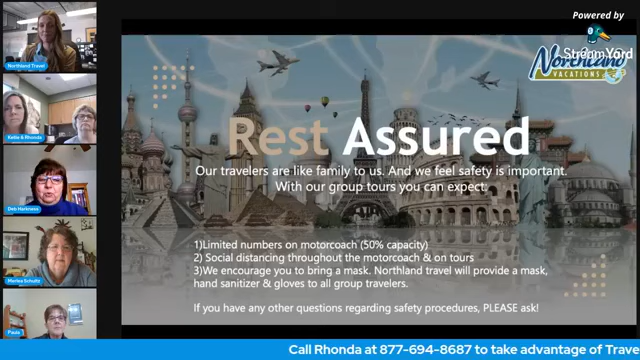 Powered by
StreamYard
Northland
VACATIONS
Northland Travel
Katie & Rhonda
Deb Harkness
Marlea Schultz
Paula
Rest Assured
Our travelers are like family to us. And we feel safety is important.
With our group tours you can expect:
1)Limited numbers on motorcoach (50% capacity)
2) Social distancing throughout the motorcoach & on tours
3)We encourage you to bring a mask. Northland travel will provide a mask,
hand sanitizer & gloves to all group travelers.
If you have any other questions regarding safety procedures, PLEASE ask!
Call Rhonda at 877-694-8687 to take advantage of Trave